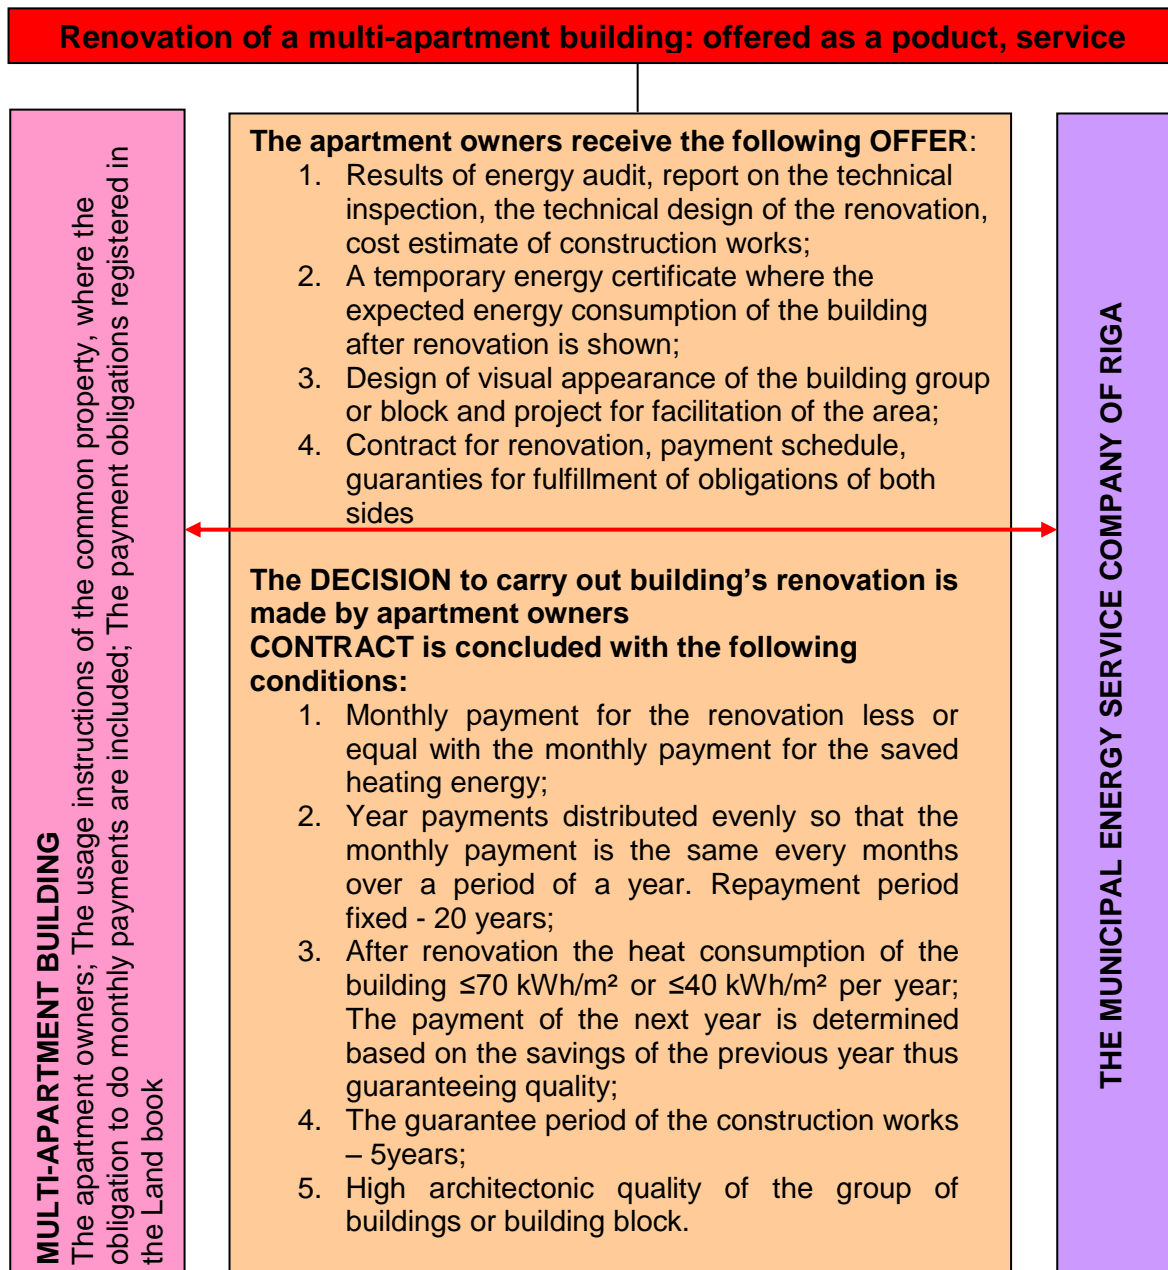 Renovation of a multi-apartment building: offered as a poduct, service
MULTI-APARTMENT BUILDING
The apartment owners; The usage instructions of the common property, where the
obligation to do monthly payments are included; The payment obligations registered in
the Land book
The apartment owners receive the following OFFER:
1. Results of energy audit, report on the technical
inspection, the technical design of the renovation,
cost estimate of construction works;
2. A temporary energy certificate where the
expected energy consumption of the building
after renovation is shown;
3. Design of visual appearance of the building group
or block and project for facilitation of the area;
4. Contract for renovation, payment schedule,
guaranties for fulfillment of obligations of both
sides
The DECISION to carry out building's renovation is
made by apartment owners
CONTRACT is concluded with the following
conditions:
1. Monthly payment for the renovation less or
equal with the monthly payment for the saved
heating energy;
2. Year payments distributed evenly so that the
monthly payment is the same every months
over a period of a year. Repayment period
fixed - 20 years;
3. After renovation the heat consumption of the
building ≤70 kWh/m² or ≤40 kWh/m² per year;
The payment of the next year is determined
based on the savings of the previous year thus
guaranteeing quality;
4. The guarantee period of the construction works
– 5years;
5. High architectonic quality of the group of
buildings or building block.
THE MUNICIPAL ENERGY SERVICE COMPANY OF RIGA